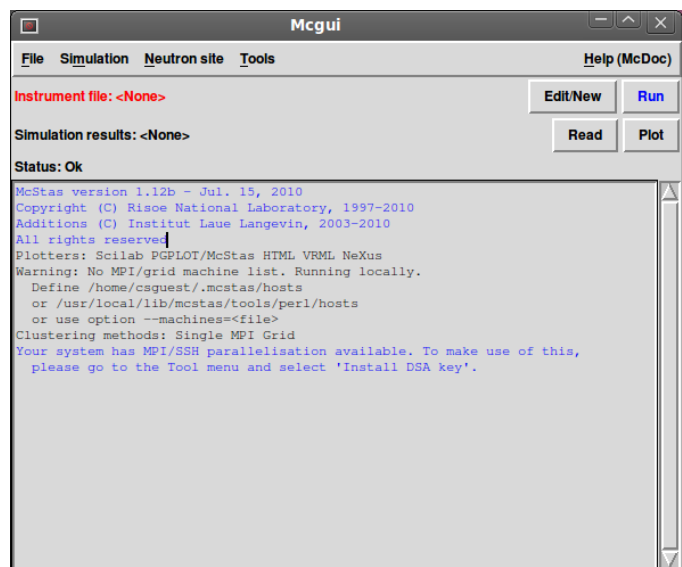 Mcgui
File Simulation Neutron site Tools Help (McDoc)
Instrument file: <None> Edit/New Run
Simulation results: <None> Read Plot
Status: Ok
McStas version 1.12b - Jul. 15, 2010
Copyright (C) Risoe National Laboratory, 1997-2010
Additions (C) Institut Laue Langevin, 2003-2010
All rights reserved
Plotters: Scilab PGPLOT/McStas HTML VRML NeXus
Warning: No MPI/grid machine list. Running locally.
  Define /home/csguest/.mcstas/hosts
  or /usr/local/lib/mcstas/tools/perl/hosts
  or use option --machines=<file>
Clustering methods: Single MPI Grid
Your system has MPI/SSH parallelisation available. To make use of this,
  please go to the Tool menu and select 'Install DSA key'.